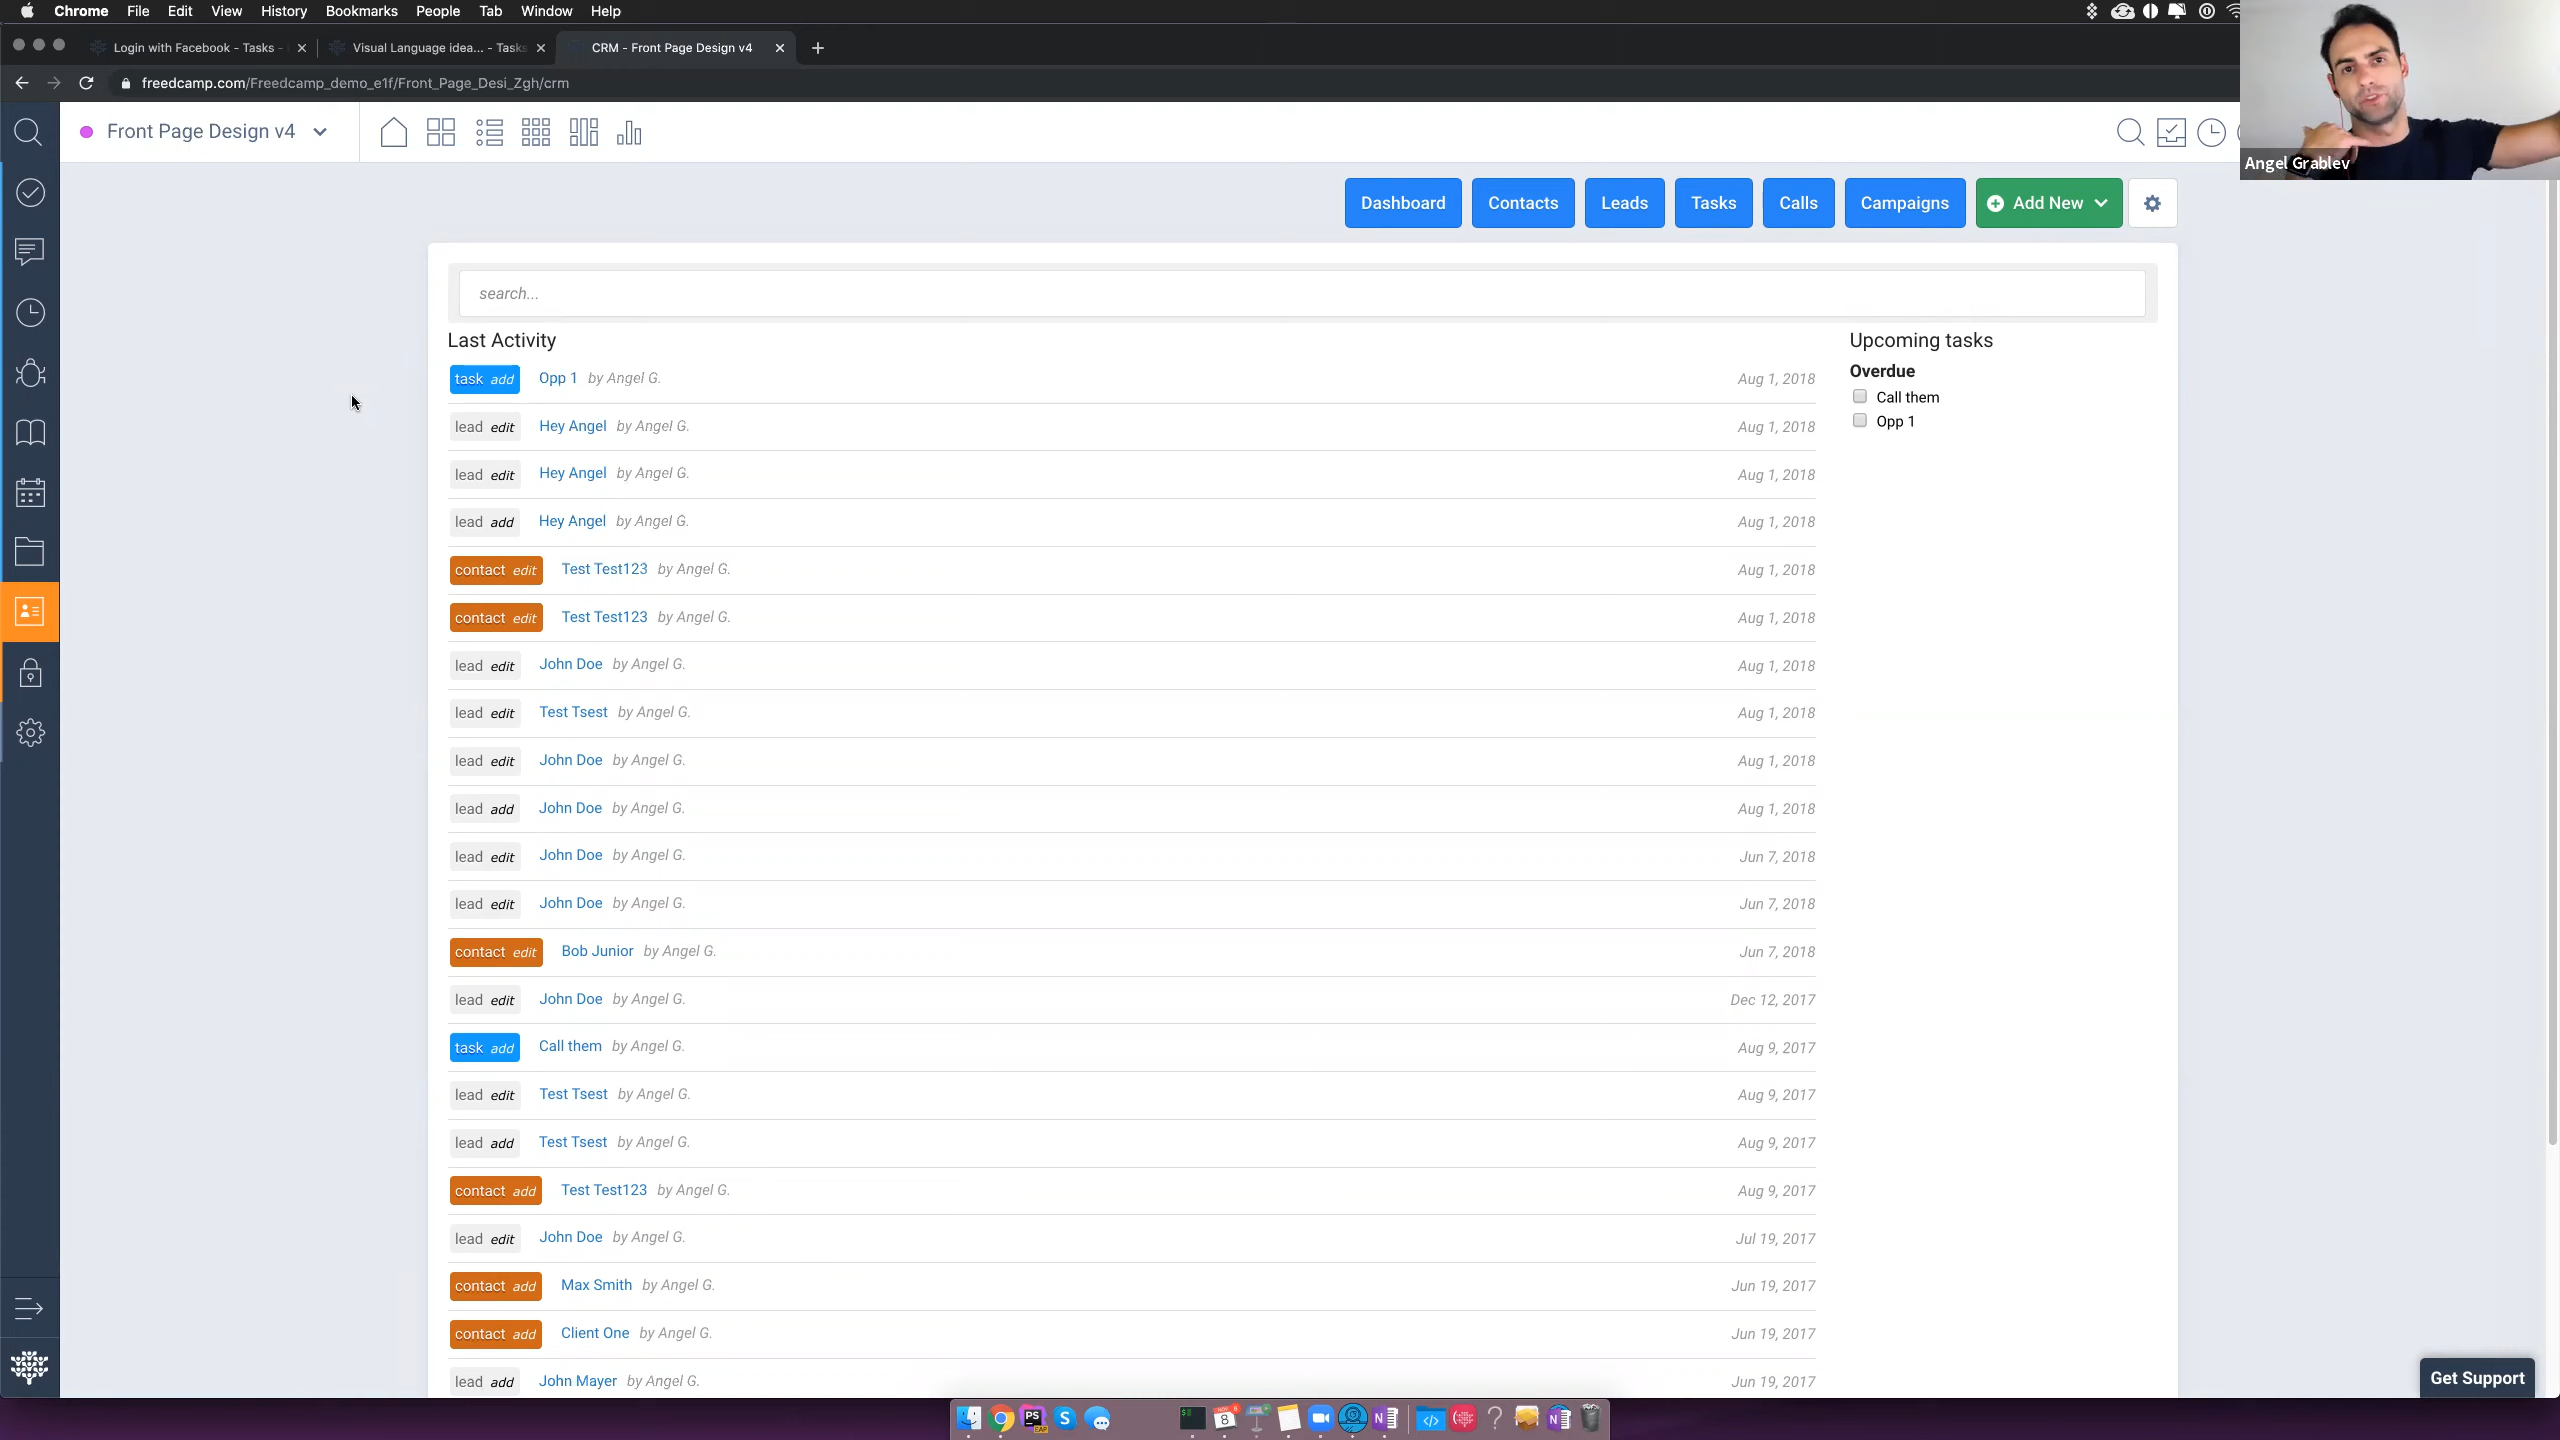 Chrome File Edit View History Bookmarks People Tab Window Help
Login with Facebook - Tasks - Visual Language idea... - Tasks CRM - Front Page Design v4
freedcamp.com/Freedcamp_demo_e1f/Front_Page_Desi_Zgh/crm
Angel Grablev
Front Page Design v4
Dashboard Contacts Leads Tasks Calls Campaigns Add New
search...
Last Activity
task add Opp 1 by Angel G. Aug 1, 2018
lead edit Hey Angel by Angel G. Aug 1, 2018
lead edit Hey Angel by Angel G. Aug 1, 2018
lead add Hey Angel by Angel G. Aug 1, 2018
contact edit Test Test123 by Angel G. Aug 1, 2018
contact edit Test Test123 by Angel G. Aug 1, 2018
lead edit John Doe by Angel G. Aug 1, 2018
lead edit Test Tsest by Angel G. Aug 1, 2018
lead edit John Doe by Angel G. Aug 1, 2018
lead add John Doe by Angel G. Aug 1, 2018
lead edit John Doe by Angel G. Jun 7, 2018
lead edit John Doe by Angel G. Jun 7, 2018
contact edit Bob Junior by Angel G. Jun 7, 2018
lead edit John Doe by Angel G. Dec 12, 2017
task add Call them by Angel G. Aug 9, 2017
lead edit Test Tsest by Angel G. Aug 9, 2017
lead add Test Tsest by Angel G. Aug 9, 2017
contact add Test Test123 by Angel G. Aug 9, 2017
lead edit John Doe by Angel G. Jul 19, 2017
contact add Max Smith by Angel G. Jun 19, 2017
contact add Client One by Angel G. Jun 19, 2017
lead add John Mayer by Angel G. Jun 19, 2017
Upcoming tasks
Overdue
Call them
Opp 1
Get Support
PS
EAP
S
8
N
N